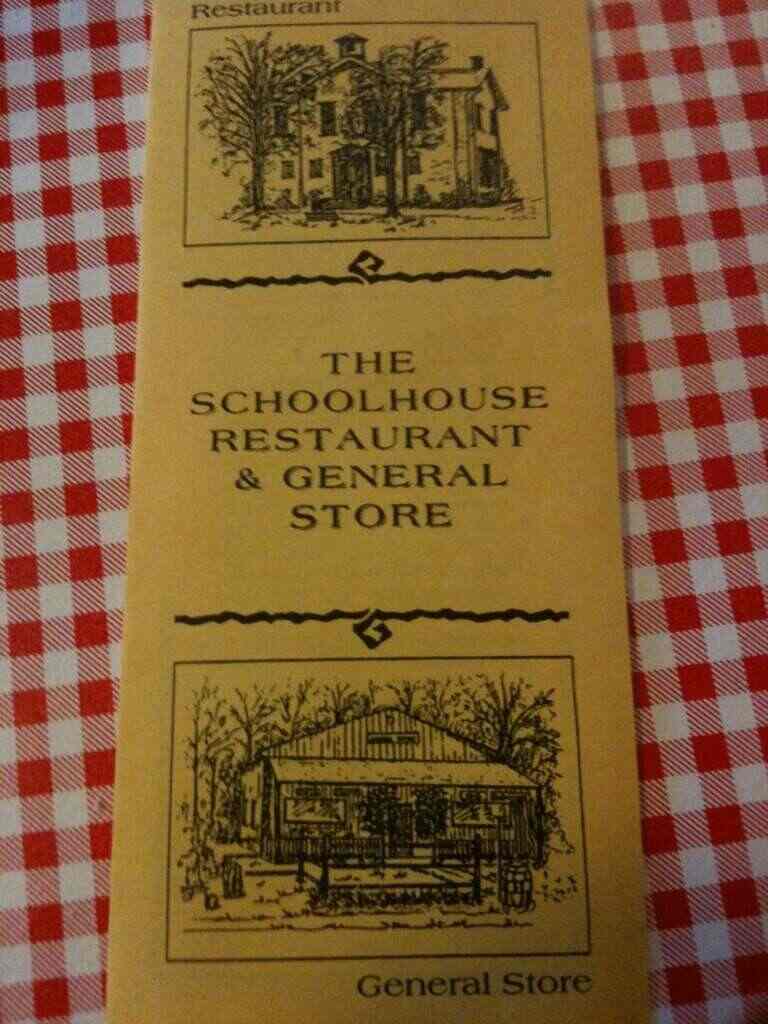 Restaurant
THE
SCHOOLHOUSE
RESTAURANT
& GENERAL
STORE
General Store